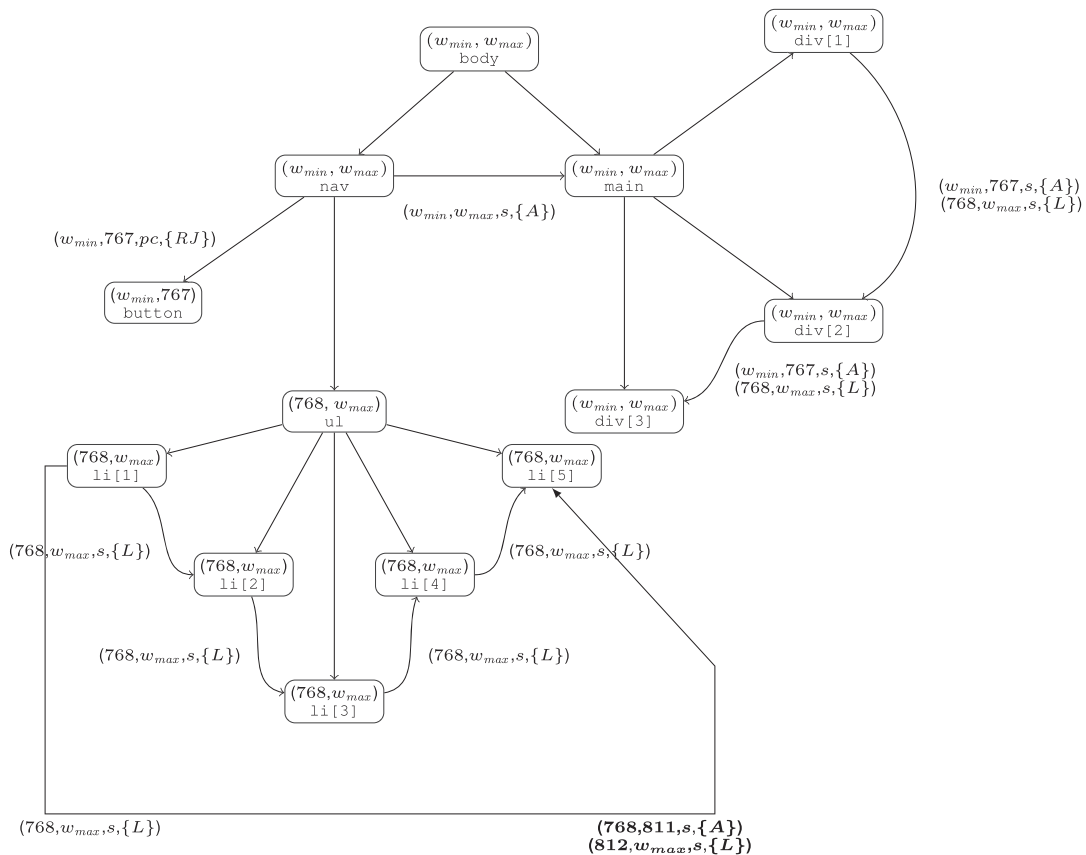 (w_min, w_max)
body
(w_min, w_max)
div[1]
(w_min, w_max)
nav
(w_min, w_max)
main
(w_min,w_max,s,{A})
(w_min,767,s,{A})
(768,w_max,s,{L})
(w_min,767,pc,{RJ})
(w_min,767)
button
(w_min, w_max)
div[2]
(w_min,767,s,{A})
(768,w_max,s,{L})
(768, w_max)
ul
(w_min, w_max)
div[3]
(768,w_max)
li[1]
(768,w_max)
li[5]
(768,w_max,s,{L})
(768,w_max)
li[2]
(768,w_max)
li[4]
(768,w_max,s,{L})
(768,w_max,s,{L})
(768,w_max,s,{L})
(768,w_max)
li[3]
(768,w_max,s,{L})
(768,811,s,{A})
(812,w_max,s,{L})